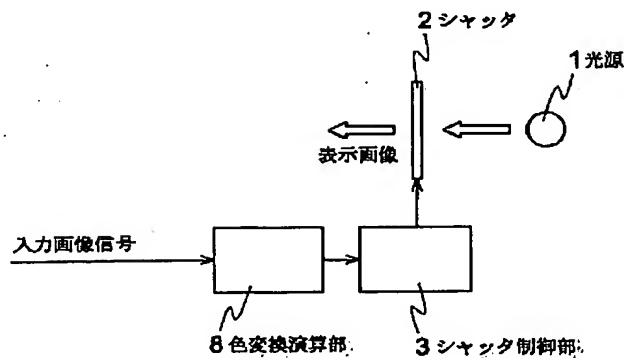 2シャッタ
1光源
表示画像
入力画像信号
8色変換演算部
3シャッタ制御部